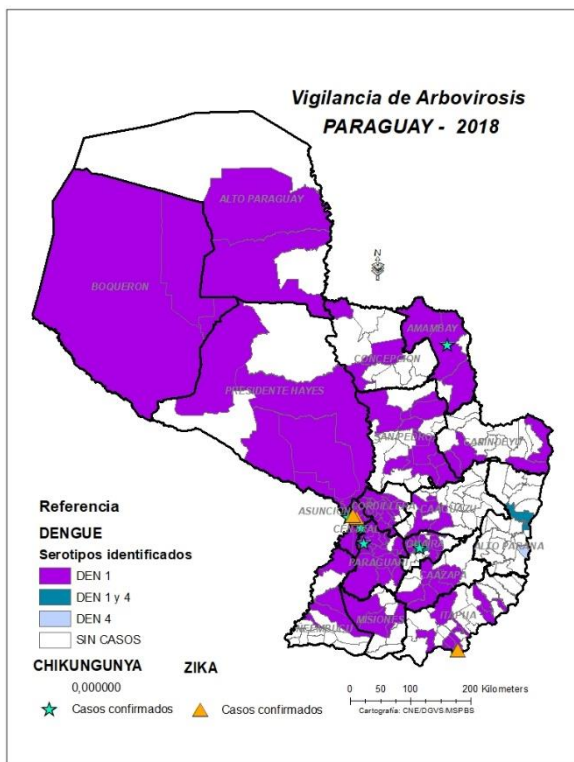 Vigilancia de Arbovirosis
PARAGUAY - 2018
ALTO PARAGUAY
N
BOQUERON
AMAMBAY
CONCEPCION
PRESIDENTE HAYES
SAN PEDRO
CANINDEYU
ASUNCION
CORDILLERA
CENTRAL
CAAGUAZU
ALTO PARANA
GUAIRA
PARAGUARI
CAAZAPA
ITAPUA
MISIONES
ÑEEMBUCU
Referencia
DENGUE
Serotipos identificados
DEN 1
DEN 1 y 4
DEN 4
SIN CASOS
CHIKUNGUNYA
ZIKA
0,000000
Casos confirmados
Casos confirmados
0 50 100 200 Kilometers
Cartografía: CNE/DGVS/MSPBS